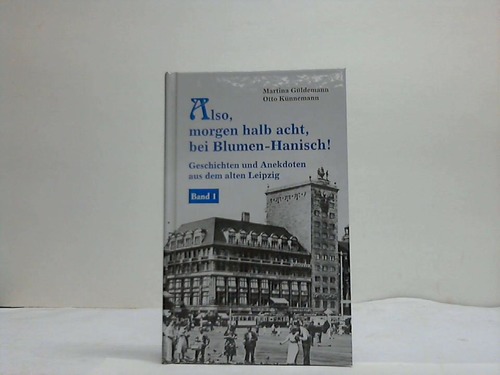 Martina Güldemann
Otto Künnemann
Also,
morgen halb acht,
bei Blumen-Hanisch!
Geschichten und Anekdoten
aus dem alten Leipzig
Band 1